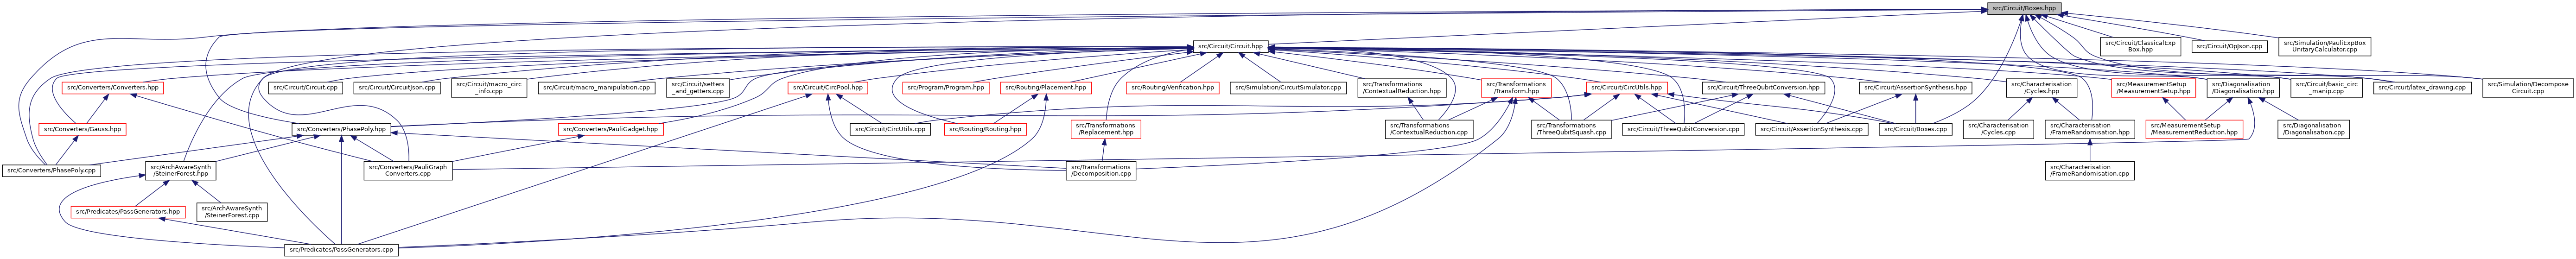 src/Circuit/Boxes.hpp
src/Circuit/Circuit.hpp
src/Circuit/ClassicalExp
Box.hpp
src/Circuit/OpJson.cpp
src/Simulation/PauliExpBox
UnitaryCalculator.cpp
src/Converters/Converters.hpp
src/Circuit/Circuit.cpp
src/Circuit/CircuitJson.cpp
src/Circuit/macro_circ
_info.cpp
src/Circuit/macro_manipulation.cpp
src/Circuit/setters
_and_getters.cpp
src/Circuit/CircPool.hpp
src/Program/Program.hpp
src/Routing/Placement.hpp
src/Routing/Verification.hpp
src/Simulation/CircuitSimulator.cpp
src/Transformations
/ContextualReduction.hpp
src/Transformations
/Transform.hpp
src/Circuit/CircUtils.hpp
src/Circuit/ThreeQubitConversion.hpp
src/Circuit/AssertionSynthesis.hpp
src/Characterisation
/Cycles.hpp
src/MeasurementSetup
/MeasurementSetup.hpp
src/Diagonalisation
/Diagonalisation.hpp
src/Circuit/basic_circ
_manip.cpp
src/Circuit/latex_drawing.cpp
src/Simulation/Decompose
Circuit.cpp
src/Converters/Gauss.hpp
src/Converters/PhasePoly.hpp
src/Converters/PauliGadget.hpp
src/Circuit/CircUtils.cpp
src/Routing/Routing.hpp
src/Transformations
/Replacement.hpp
src/Transformations
/ContextualReduction.cpp
src/Transformations
/ThreeQubitSquash.cpp
src/Circuit/ThreeQubitConversion.cpp
src/Circuit/AssertionSynthesis.cpp
src/Circuit/Boxes.cpp
src/Characterisation
/Cycles.cpp
src/Characterisation
/FrameRandomisation.hpp
src/MeasurementSetup
/MeasurementReduction.hpp
src/Diagonalisation
/Diagonalisation.cpp
src/Converters/PhasePoly.cpp
src/ArchAwareSynth
/SteinerForest.hpp
src/Converters/PauliGraph
Converters.cpp
src/Transformations
/Decomposition.cpp
src/Characterisation
/FrameRandomisation.cpp
src/Predicates/PassGenerators.hpp
src/ArchAwareSynth
/SteinerForest.cpp
src/Predicates/PassGenerators.cpp